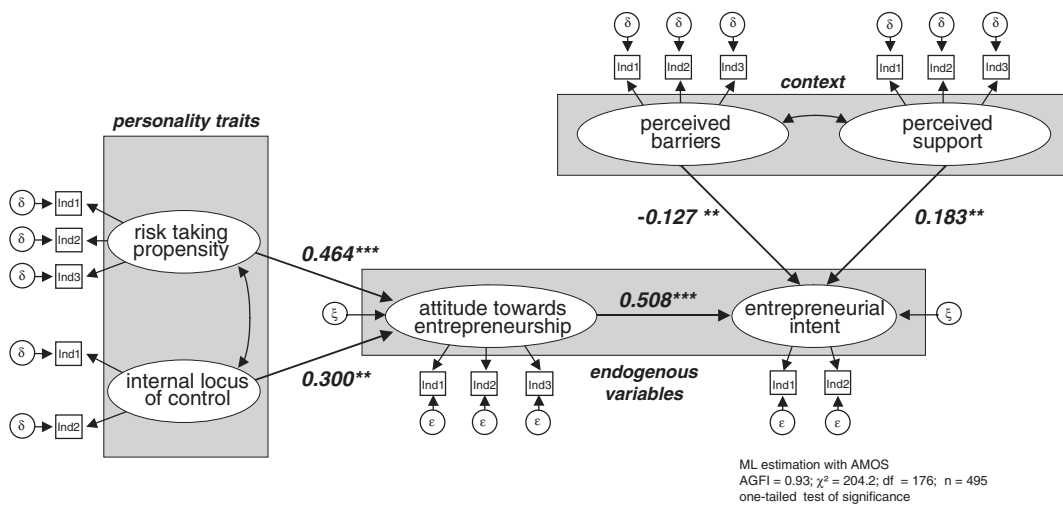 δ δ δ δ δ δ
Ind1 Ind2 Ind3 Ind1 Ind2 Ind3
context
perceived
barriers
perceived
support
personality traits
δ Ind1
δ Ind2
δ Ind3
risk taking
propensity
δ Ind1
δ Ind2
internal locus
of control
0.464***
0.300**
-0.127 **
0.183**
ξ
attitude towards
entrepreneurship
0.508***
entrepreneurial
intent
ξ
Ind1 Ind2 Ind3
ε ε ε
endogenous
variables
Ind1 Ind2
ε ε
ML estimation with AMOS
AGFI = 0.93; χ² = 204.2; df = 176; n = 495
one-tailed test of significance